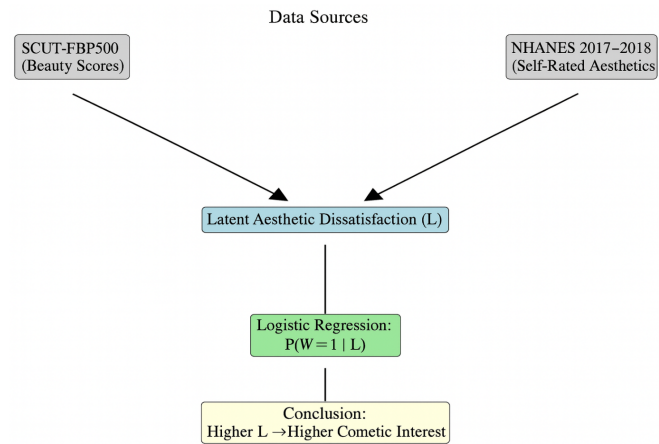 Data Sources
SCUT-FBP500
(Beauty Scores)
NHANES 2017–2018
(Self-Rated Aesthetics
Latent Aesthetic Dissatisfaction (L)
Logistic Regression:
P(W = 1 | L)
Conclusion:
Higher L →Higher Cometic Interest